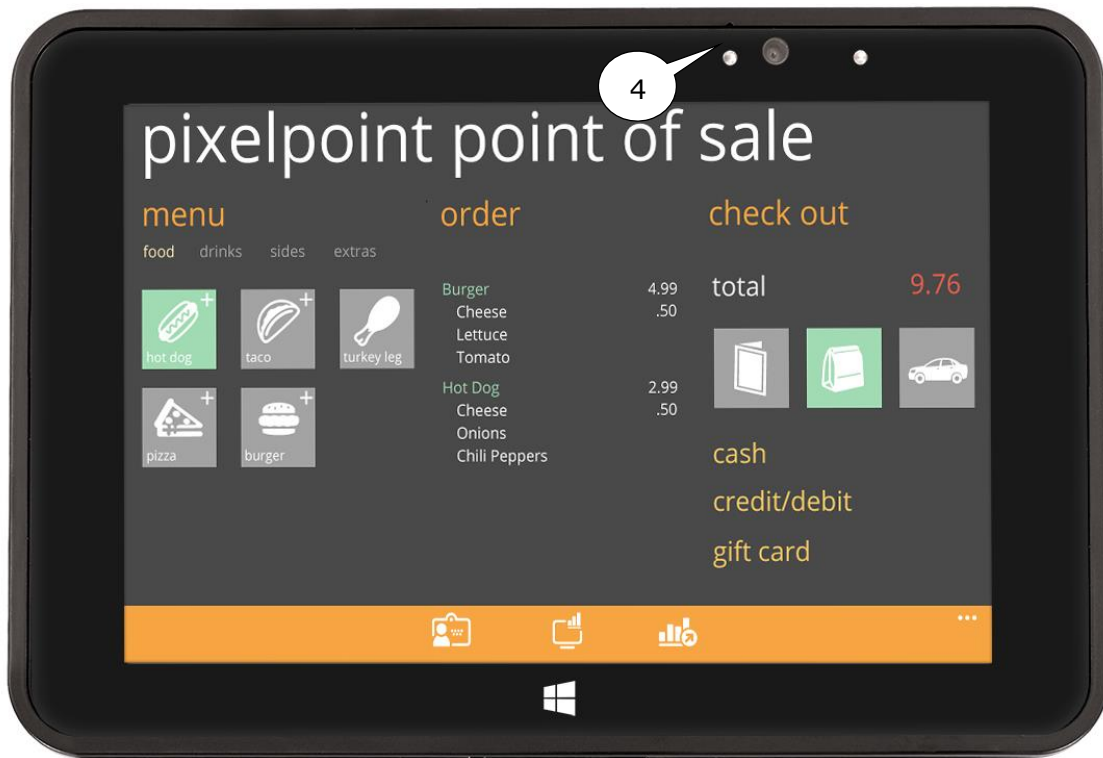 4
pixelpoint point of sale
menu
food drinks sides extras
hot dog
taco
turkey leg
pizza
burger
order
Burger 4.99
Cheese .50
Lettuce
Tomato
Hot Dog 2.99
Cheese .50
Onions
Chili Peppers
check out
total 9.76
cash
credit/debit
gift card